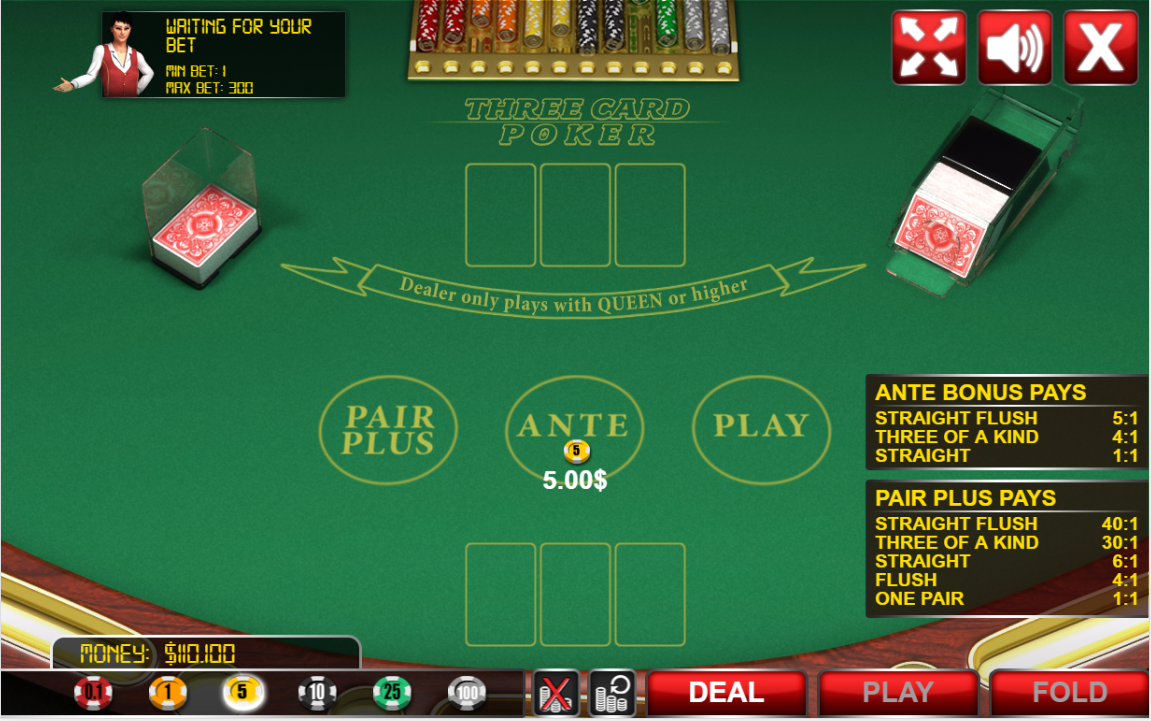 WAITING FOR YOUR
BET
MIN BET: 1
MAX BET: 300
X
THREE CARD
POKER
Dealer only plays with QUEEN or higher
PAIR
PLUS
ANTE
PLAY
5
5.00$
ANTE BONUS PAYS
STRAIGHT FLUSH 5:1
THREE OF A KIND 4:1
STRAIGHT 1:1
PAIR PLUS PAYS
STRAIGHT FLUSH 40:1
THREE OF A KIND 30:1
STRAIGHT 6:1
FLUSH 4:1
ONE PAIR 1:1
MONEY: $110.100
0.1 1 5 10 25 100
DEAL PLAY FOLD